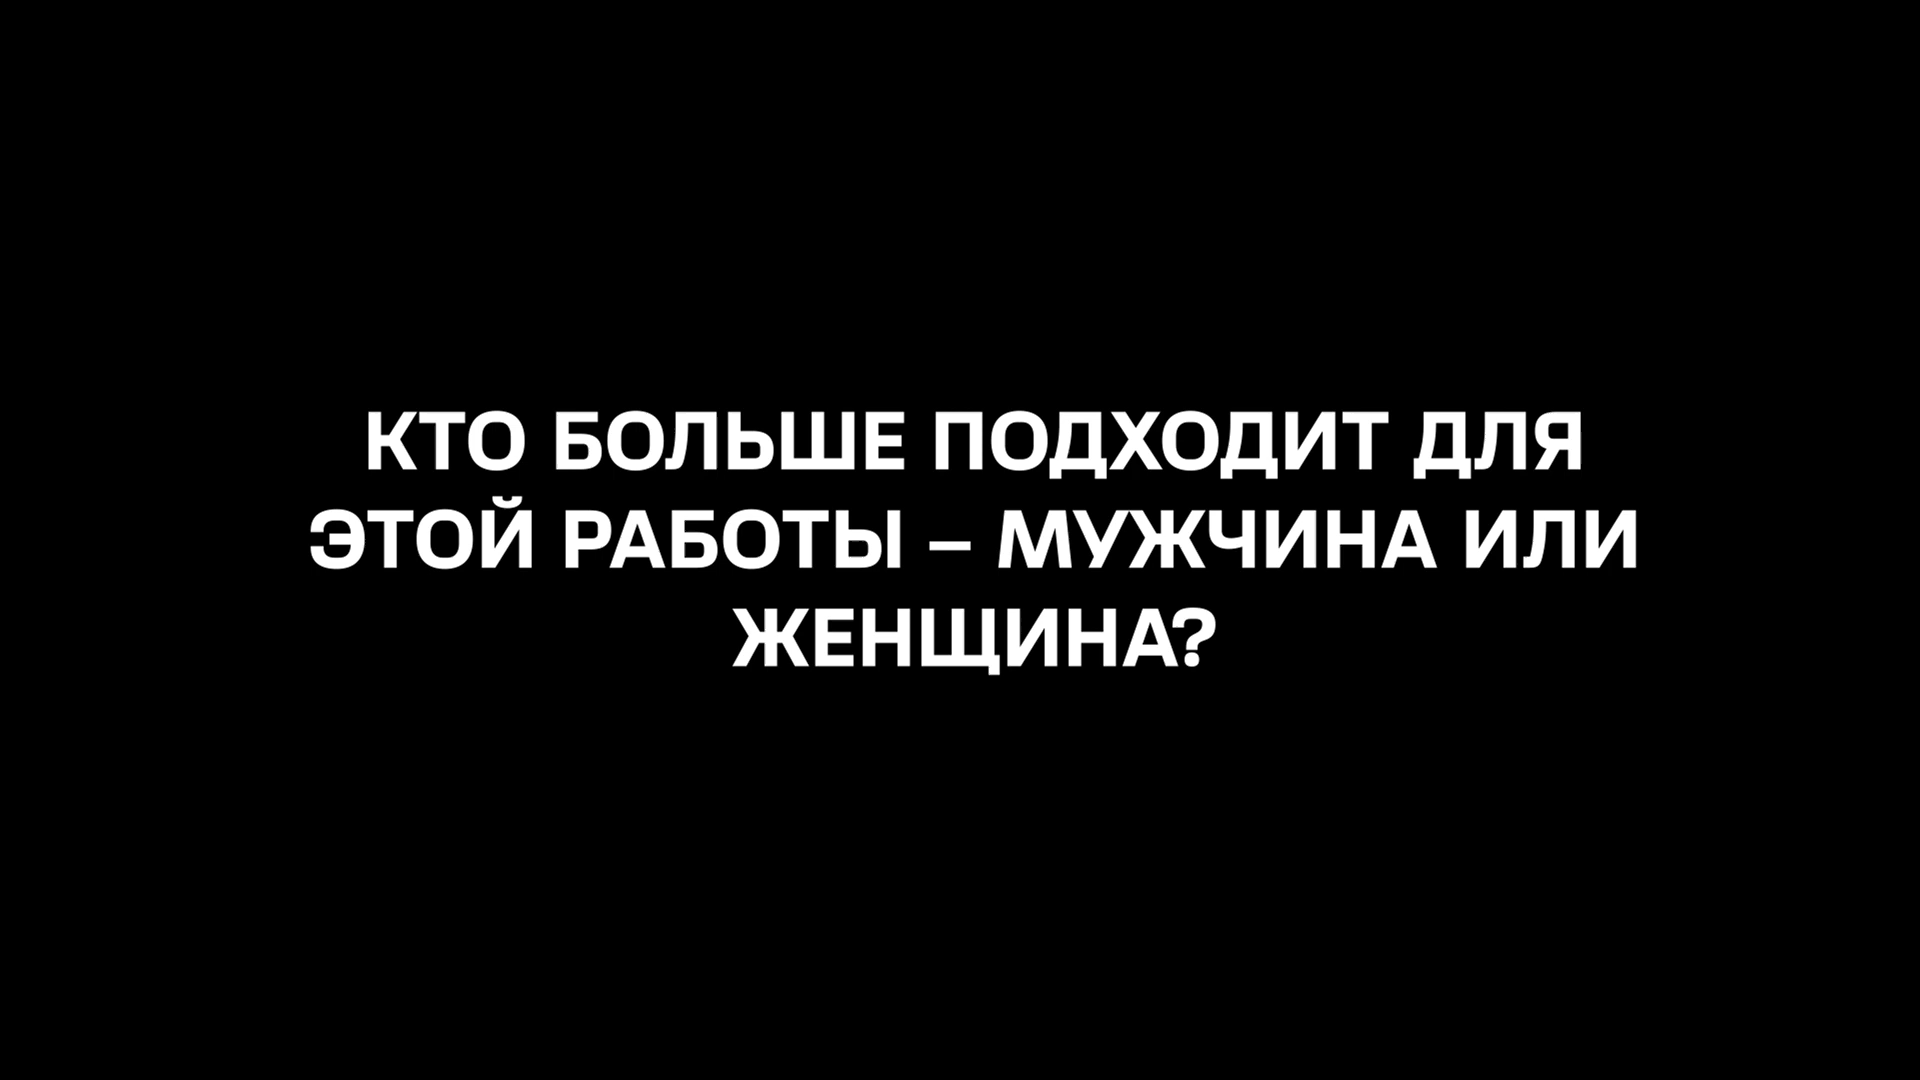 КТО БОЛЬШЕ ПОДХОДИТ ДЛЯ
ЭТОЙ РАБОТЫ – МУЖЧИНА ИЛИ
ЖЕНЩИНА?